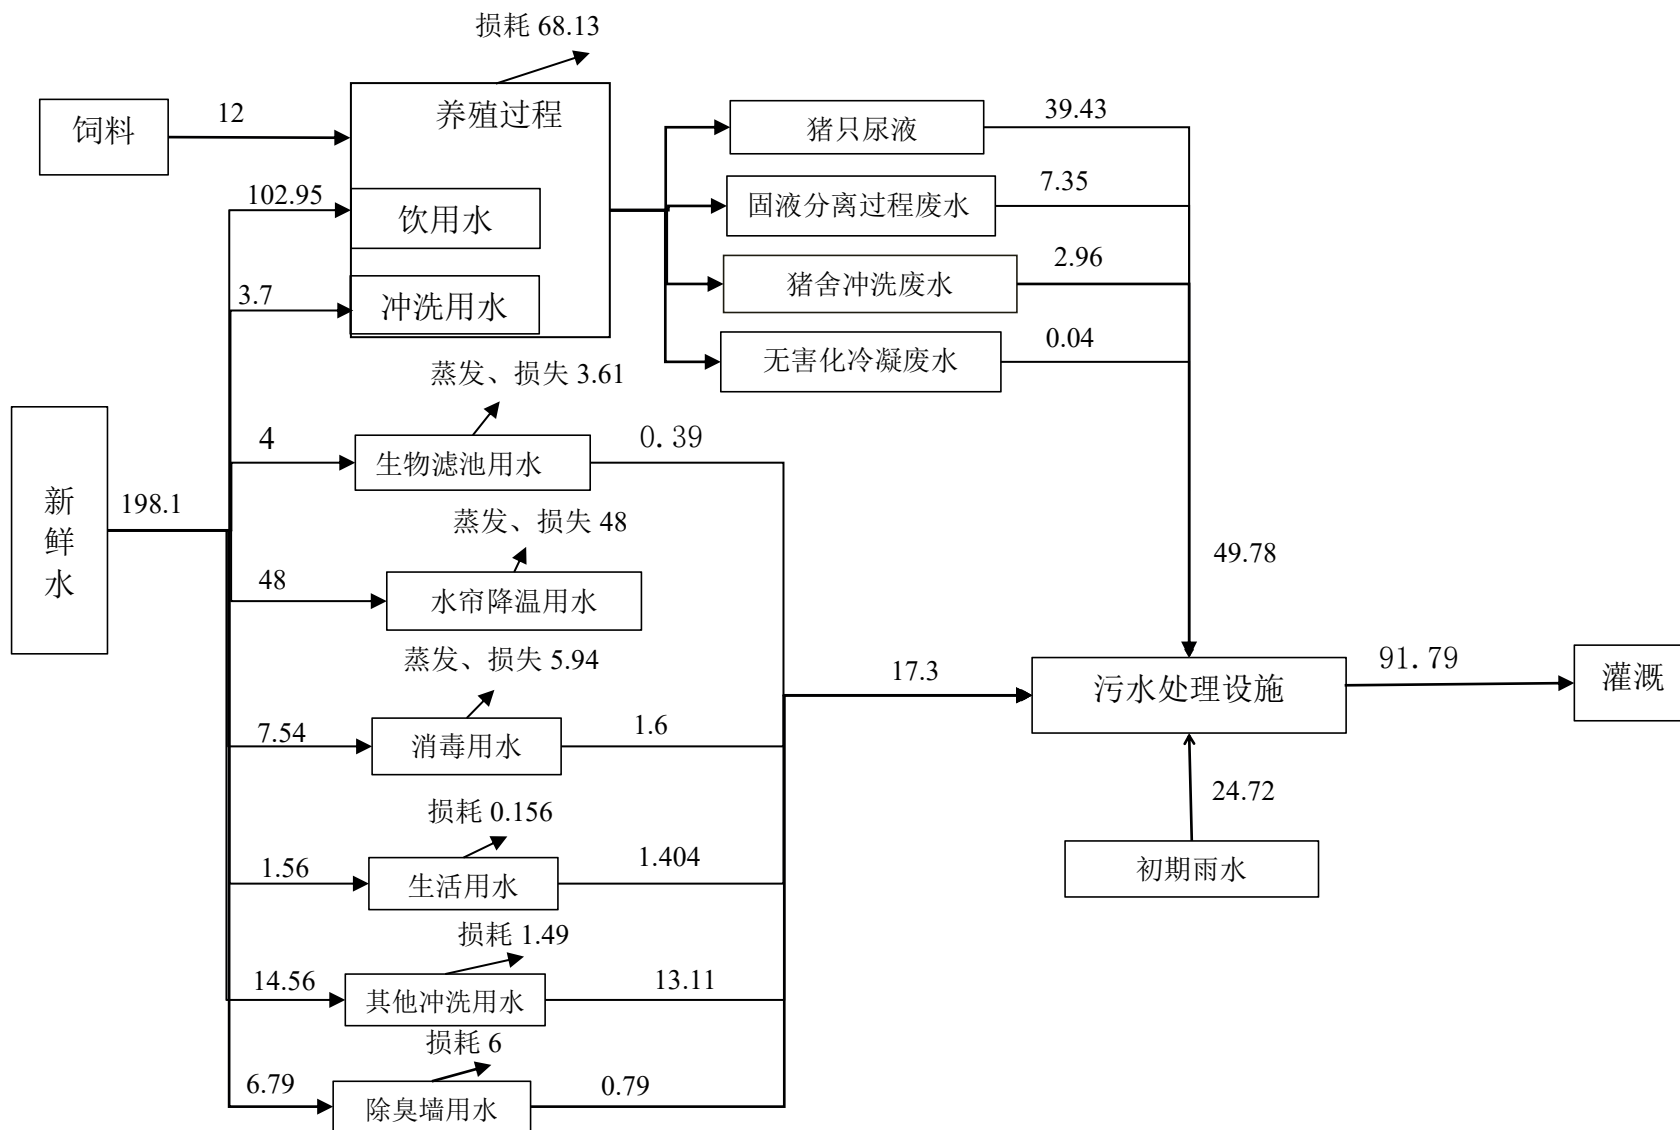 损耗 68.13
饲料
12
养殖过程
102.95
饮用水
3.7
冲洗用水
猪只尿液
39.43
固液分离过程废水
7.35
猪舍冲洗废水
2.96
无害化冷凝废水
0.04
蒸发、损失 3.61
4
生物滤池用水
0.39
新
鲜
水
198.1
蒸发、损失 48
48
水帘降温用水
49.78
蒸发、损失 5.94
7.54
消毒用水
1.6
17.3
污水处理设施
91.79
灌溉
24.72
初期雨水
损耗 0.156
1.56
生活用水
1.404
损耗 1.49
14.56
其他冲洗用水
13.11
损耗 6
6.79
除臭墙用水
0.79